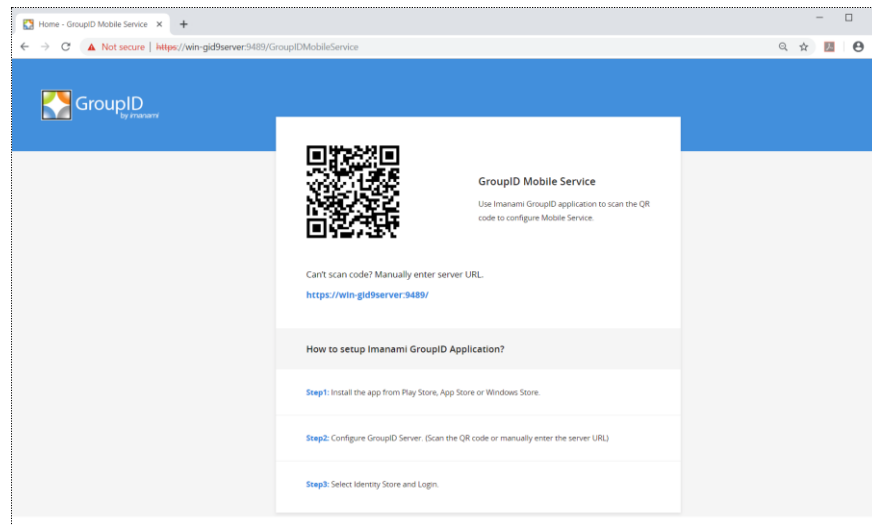 Home - GroupID Mobile Service
Not secure | https://win-gid9server:9489/GroupIDMobileService
GroupID
by imanami
GroupID Mobile Service
Use Imanami GroupID application to scan the QR
code to configure Mobile Service.
Can't scan code? Manually enter server URL.
https://win-gid9server:9489/
How to setup Imanami GroupID Application?
Step1: Install the app from Play Store, App Store or Windows Store.
Step2: Configure GroupID Server. (Scan the QR code or manually enter the server URL)
Step3: Select Identity Store and Login.